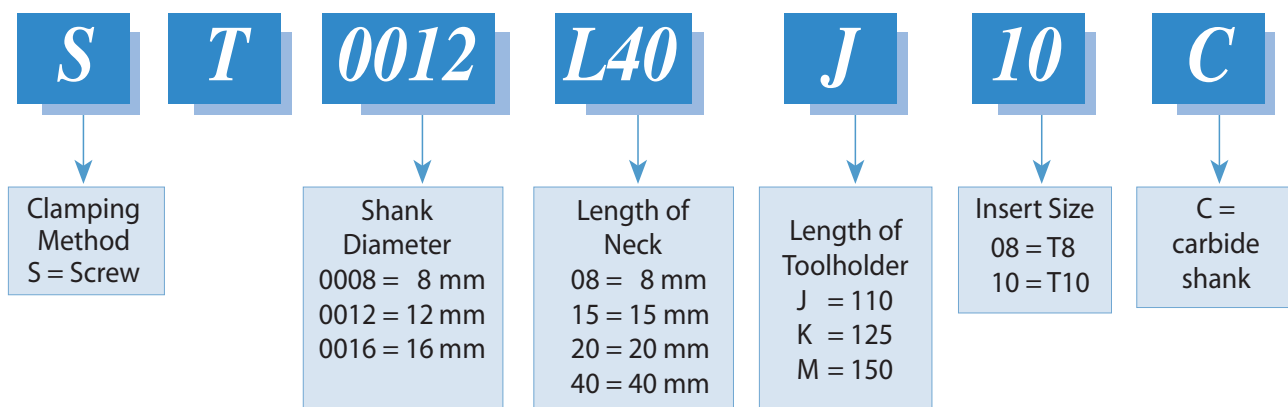 S T 0012 L40 J 10 C
Clamping
Method
S = Screw
Shank
Diameter
0008 = 8 mm
0012 = 12 mm
0016 = 16 mm
Length of
Neck
08 = 8 mm
15 = 15 mm
20 = 20 mm
40 = 40 mm
Length of
Toolholder
J = 110
K = 125
M = 150
Insert Size
08 = T8
10 = T10
C =
carbide
shank